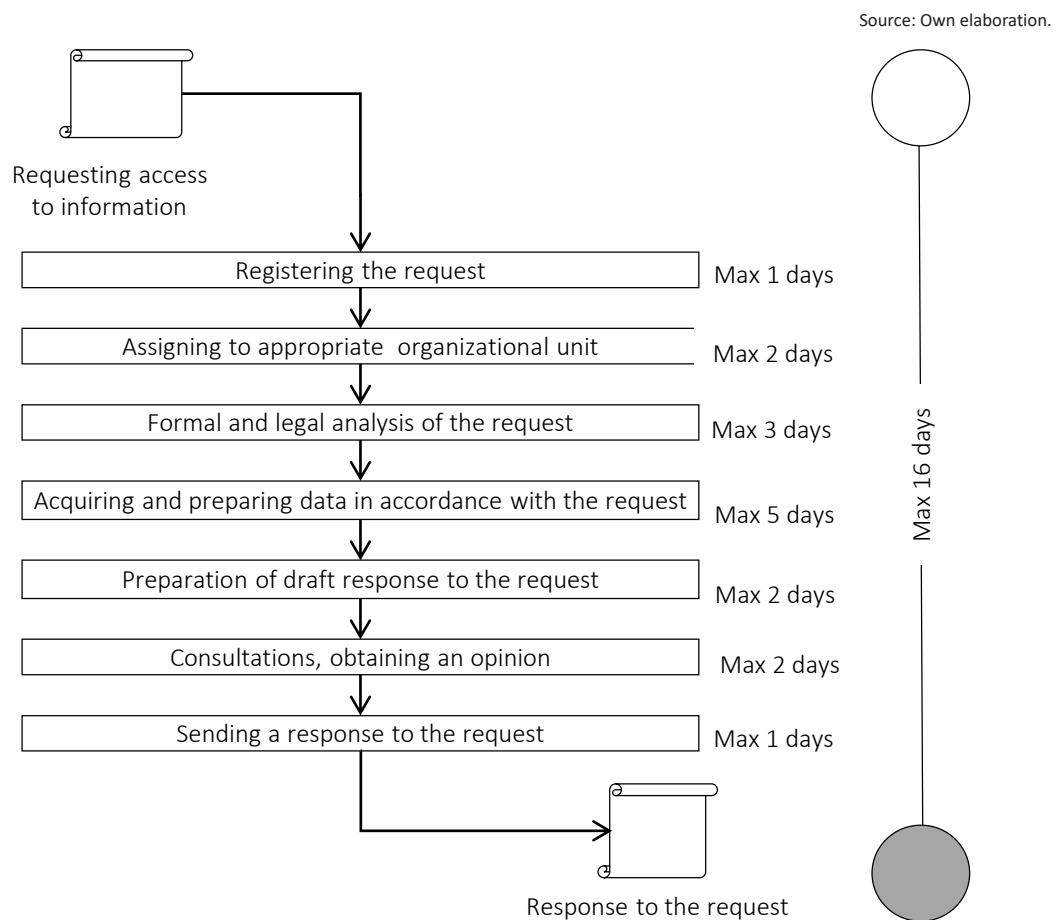 Source: Own elaboration.
Requesting access
to information
Registering the request
Max 1 days
Assigning to appropriate organizational unit
Max 2 days
Formal and legal analysis of the request
Max 3 days
Acquiring and preparing data in accordance with the request
Max 5 days
Preparation of draft response to the request
Max 2 days
Consultations, obtaining an opinion
Max 2 days
Sending a response to the request
Max 1 days
Max 16 days
Response to the request